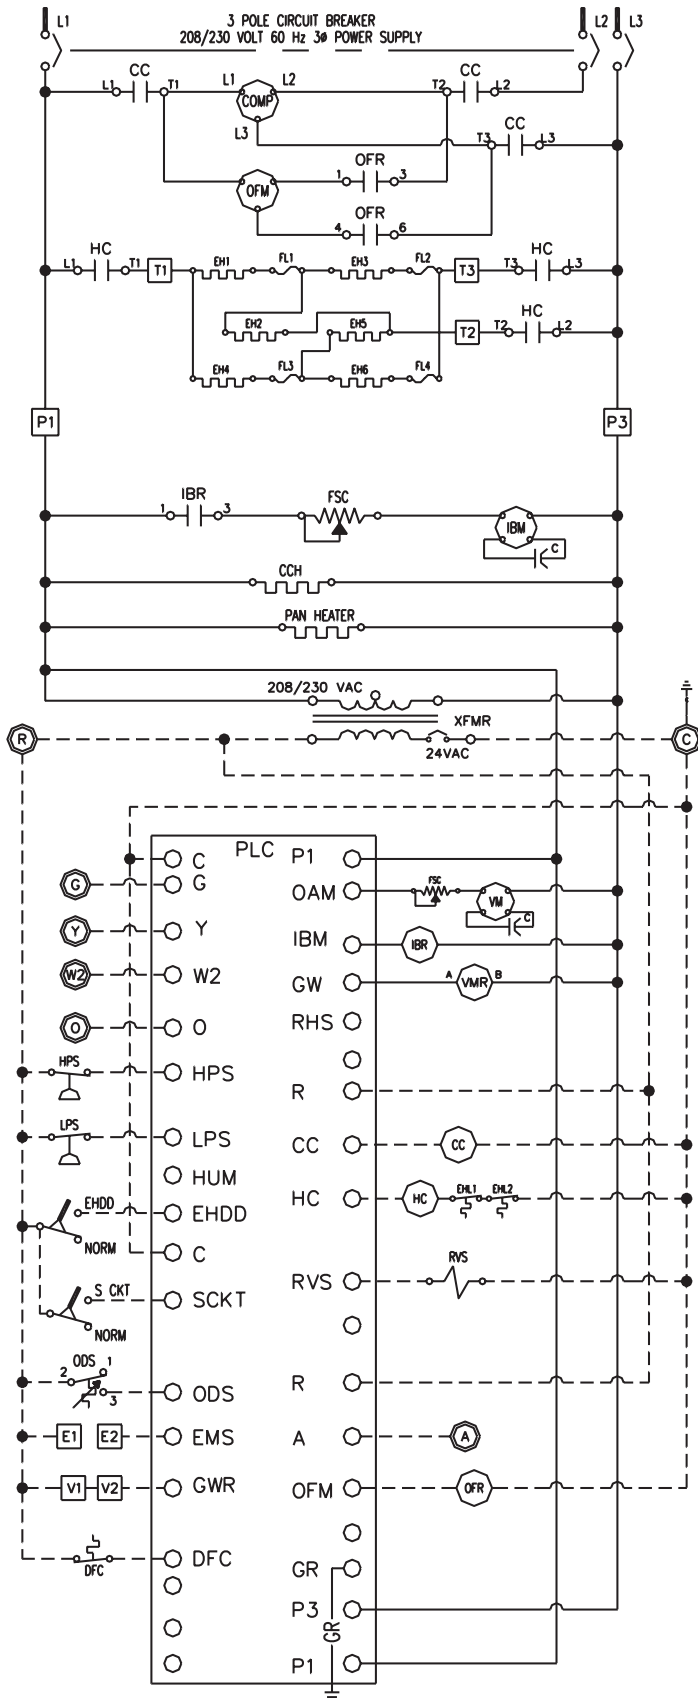 L1 3 POLE CIRCUIT BREAKER L2 L3
208/230 VOLT 60 Hz 3ø POWER SUPPLY
L1 CC T1 L1 COMP L2 T2 CC L2
L3 T3 CC L3
OFM 1 OFR 3
4 OFR 6
L1 HC T1 T1 EH1 FL1 EH3 FL2 T3 T3 HC L3
EH2 EH5 T2 T2 HC L2
EH4 FL3 EH6 FL4
P1 P3
1 IBR 3 FSC IBM
C
CCH
PAN HEATER
208/230 VAC
XFMR
R C
24VAC
PLC
C P1
G G OAM FSC VM
C
Y Y IBM IBR
W2 W2 GW A VMR B
O O RHS
HPS HPS R
LPS LPS CC CC
HUM HC HC EHL1 EHL2
EHDD EHDD
NORM C
RVS RVS
S CKT SCKT
NORM
ODS 1 R
2 3 ODS
E1 E2 EMS A A
V1 V2 GWR OFM OFR
DFC DFC
GR
P3
GR
P1